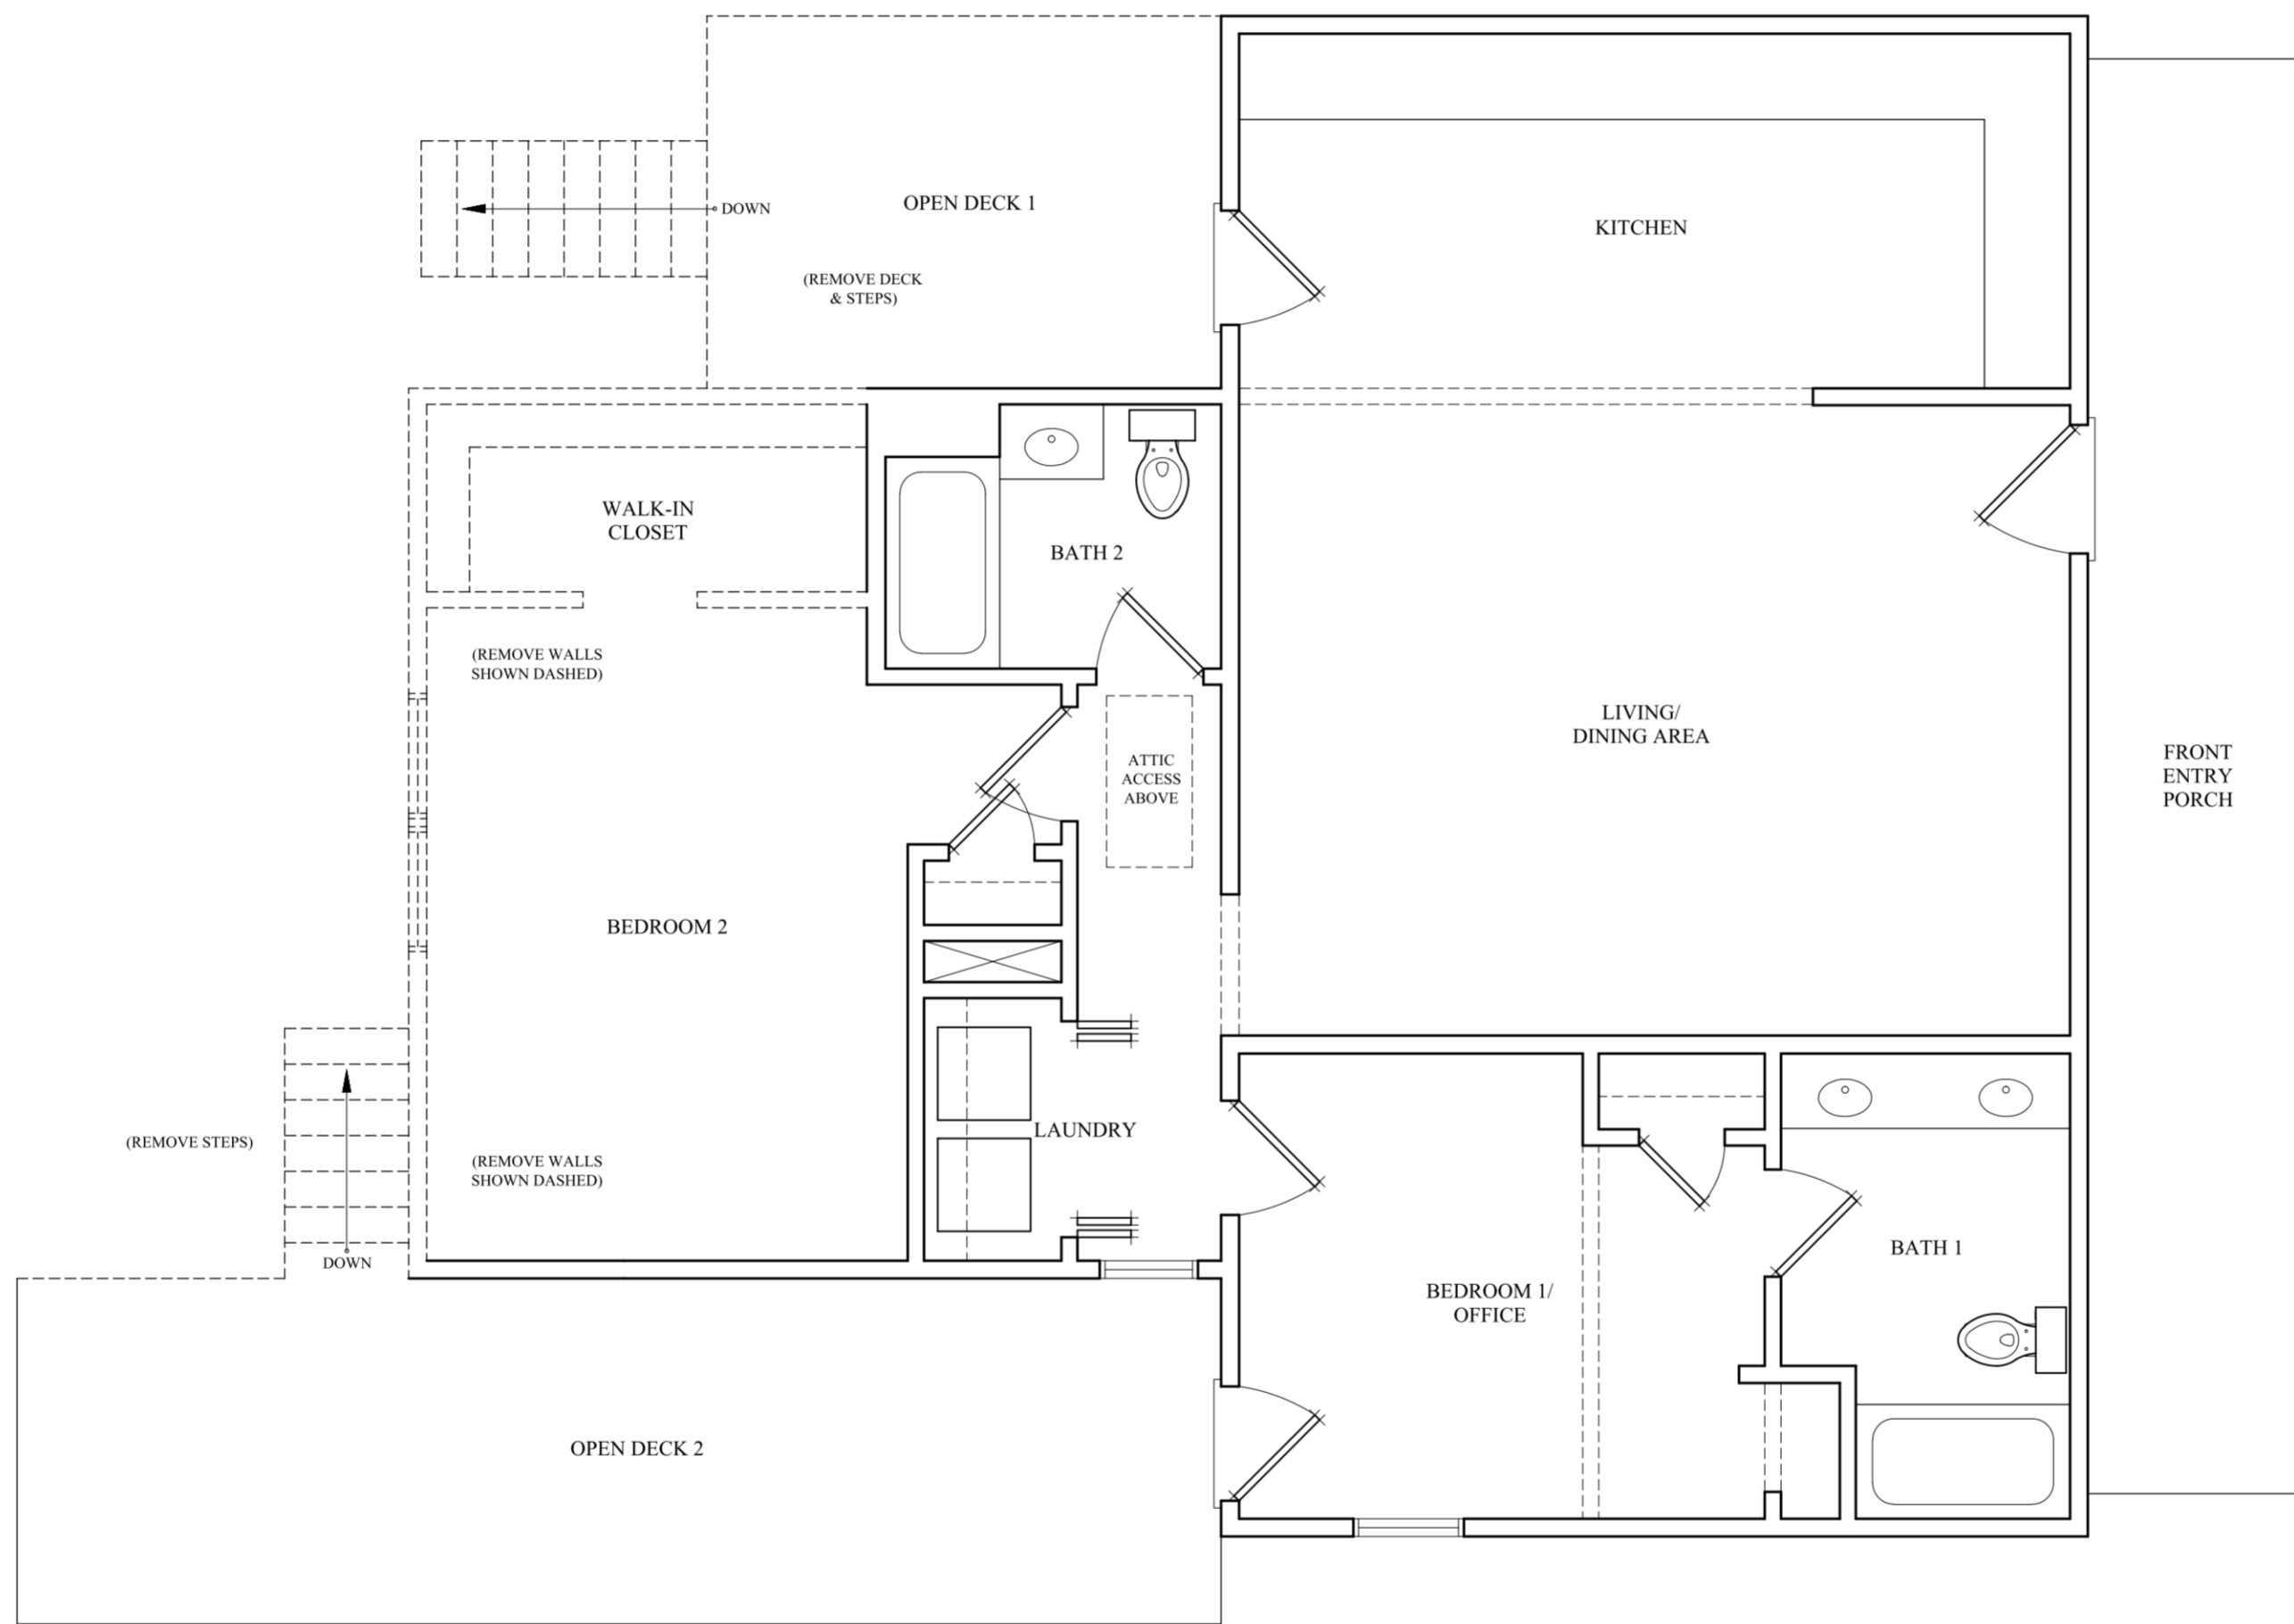 DOWN
OPEN DECK 1
(REMOVE DECK
& STEPS)
KITCHEN
WALK-IN
CLOSET
BATH 2
(REMOVE WALLS
SHOWN DASHED)
ATTIC
ACCESS
ABOVE
LIVING/
DINING AREA
FRONT
ENTRY
PORCH
BEDROOM 2
(REMOVE STEPS)
DOWN
(REMOVE WALLS
SHOWN DASHED)
LAUNDRY
BEDROOM 1/
OFFICE
BATH 1
OPEN DECK 2